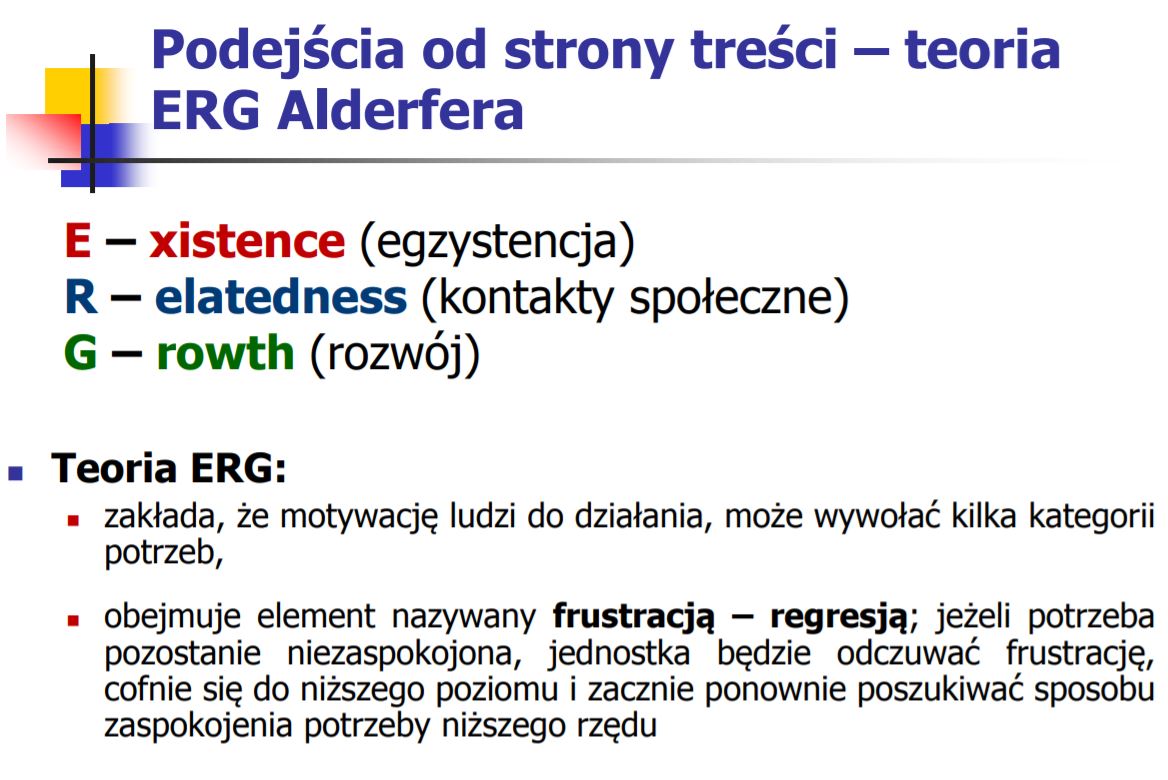 Podejścia od strony treści – teoria
ERG Alderfera
E – xistence (egzystencja)
R – elatedness (kontakty społeczne)
G – rowth (rozwój)
Teoria ERG:
zakłada, że motywację ludzi do działania, może wywołać kilka kategorii
potrzeb,
obejmuje element nazywany frustracją – regresją; jeżeli potrzeba
pozostanie niezaspokojona, jednostka będzie odczuwać frustrację,
cofnie się do niższego poziomu i zacznie ponownie poszukiwać sposobu
zaspokojenia potrzeby niższego rzędu